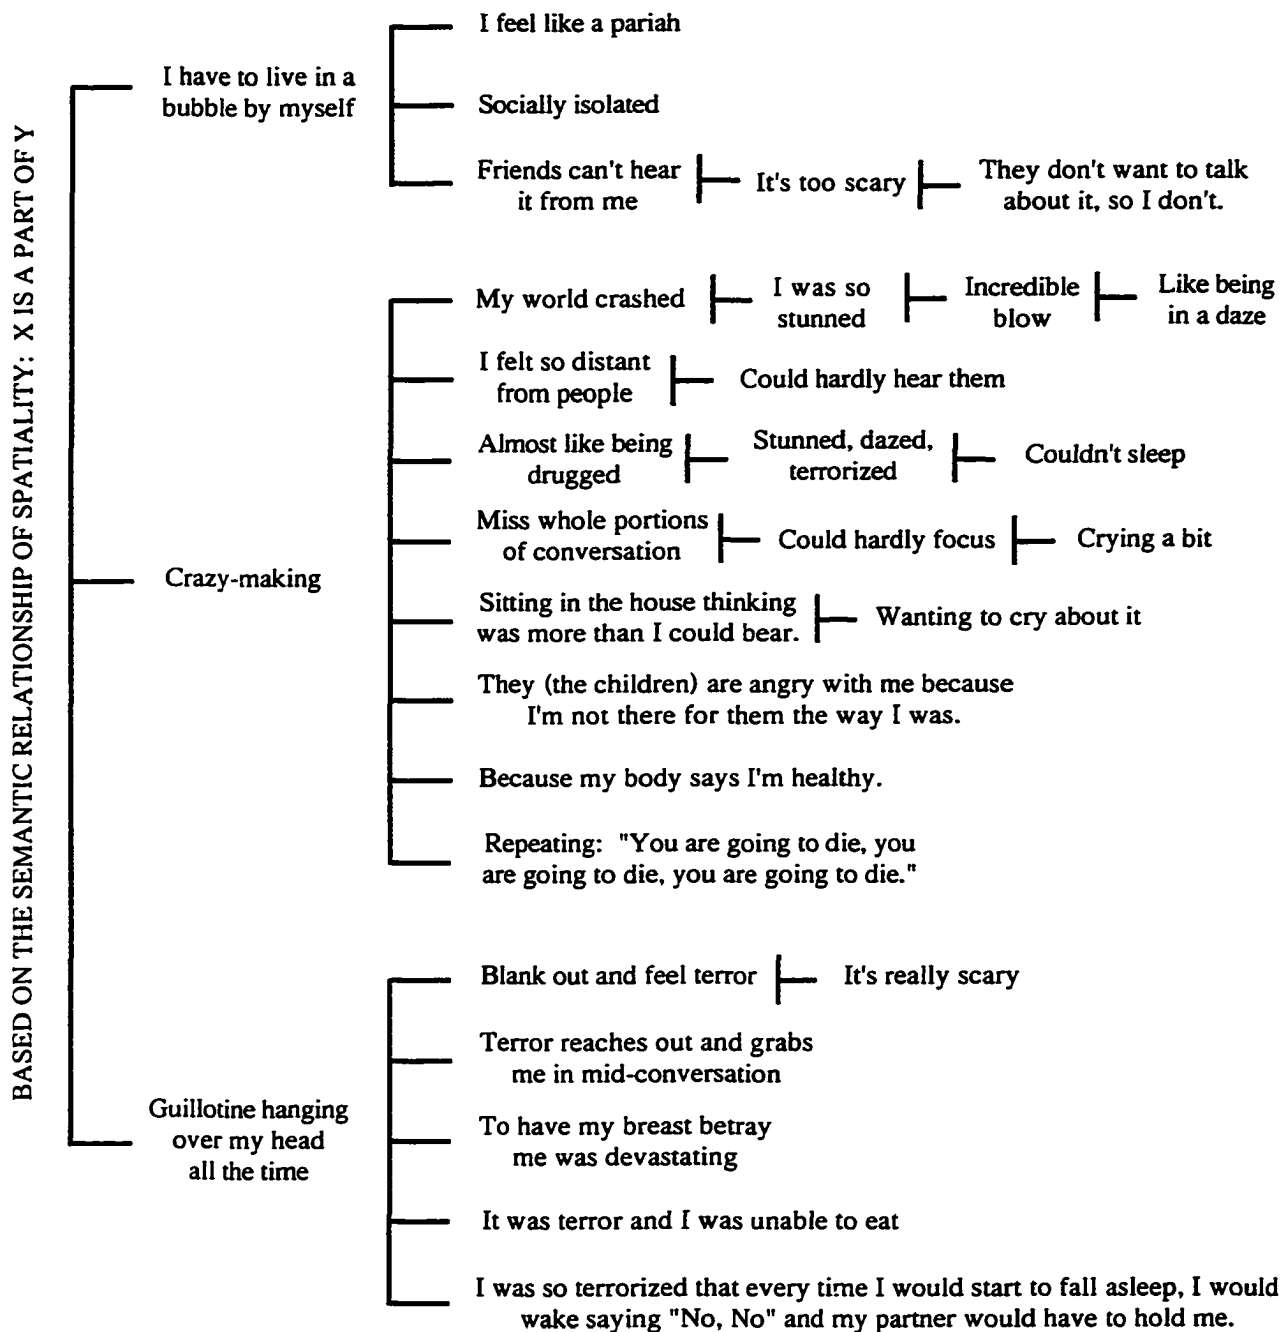 BASED ON THE SEMANTIC RELATIONSHIP OF SPATIALITY: X IS A PART OF Y
I have to live in a
bubble by myself
I feel like a pariah
Socially isolated
Friends can't hear
it from me
It's too scary
They don't want to talk
about it, so I don't.
Crazy-making
My world crashed
I was so
stunned
Incredible
blow
Like being
in a daze
I felt so distant
from people
Could hardly hear them
Almost like being
drugged
Stunned, dazed,
terrorized
Couldn't sleep
Miss whole portions
of conversation
Could hardly focus
Crying a bit
Sitting in the house thinking
was more than I could bear.
Wanting to cry about it
They (the children) are angry with me because
I'm not there for them the way I was.
Because my body says I'm healthy.
Repeating: "You are going to die, you
are going to die, you are going to die."
Guillotine hanging
over my head
all the time
Blank out and feel terror
It's really scary
Terror reaches out and grabs
me in mid-conversation
To have my breast betray
me was devastating
It was terror and I was unable to eat
I was so terrorized that every time I would start to fall asleep, I would
wake saying "No, No" and my partner would have to hold me.